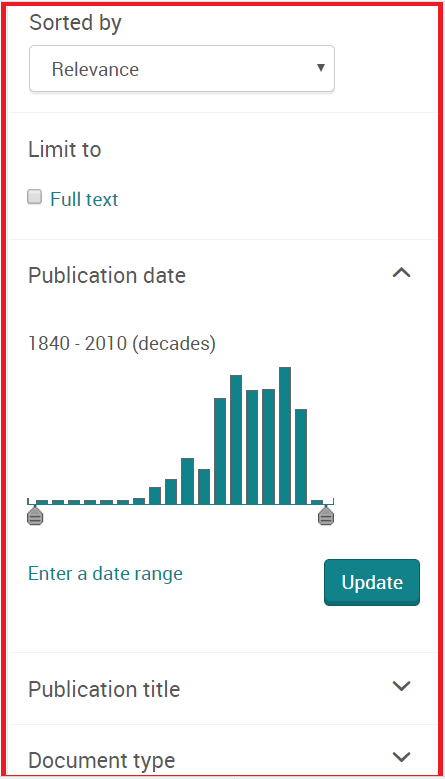 Sorted by
Relevance
Limit to
Full text
Publication date
1840 - 2010 (decades)
Enter a date range
Update
Publication title
Document type